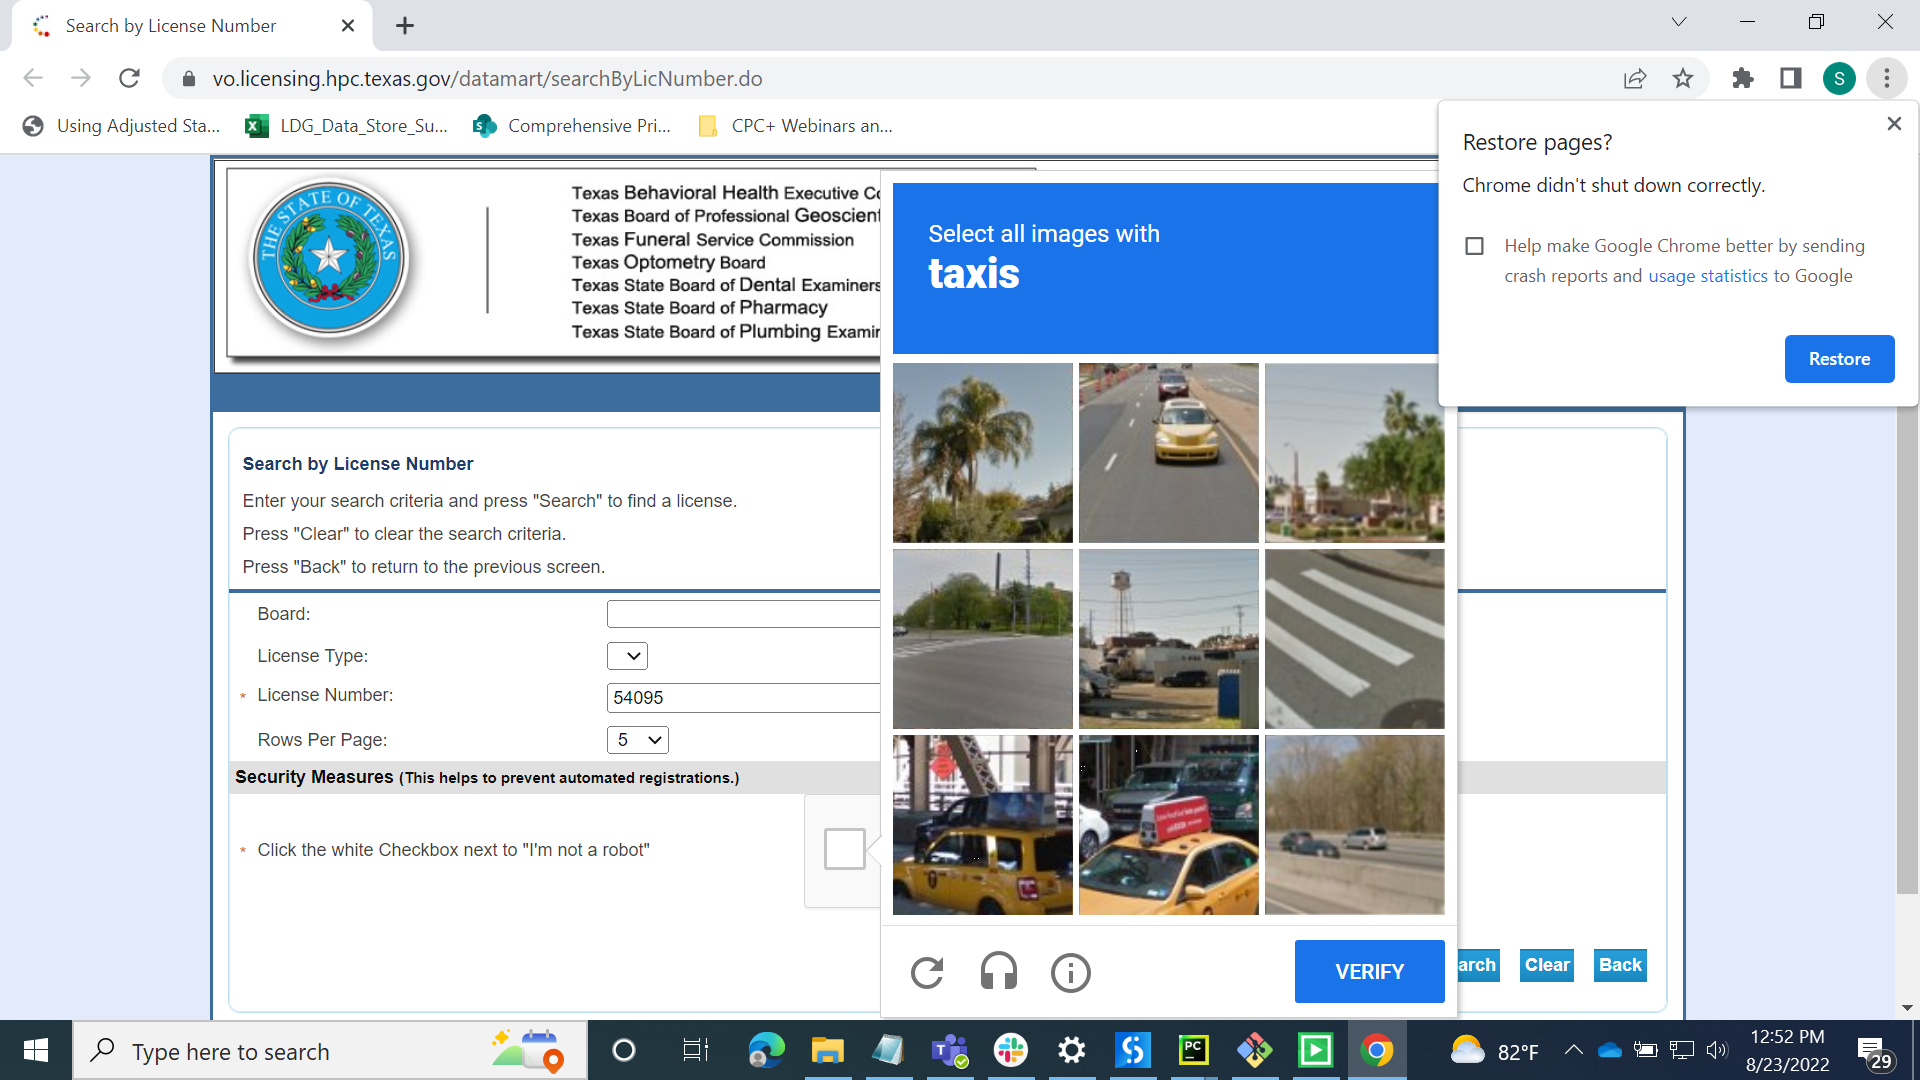 Search by License Number
vo.licensing.hpc.texas.gov/datamart/searchByLicNumber.do
S
Using Adjusted Sta...
LDG_Data_Store_Su...
Comprehensive Pri...
CPC+ Webinars an...
Restore pages?
Chrome didn't shut down correctly.
Help make Google Chrome better by sending
crash reports and usage statistics to Google
Restore
THE STATE OF TEXAS
Texas Behavioral Health Executive Co
Texas Board of Professional Geoscient
Texas Funeral Service Commission
Texas Optometry Board
Texas State Board of Dental Examiners
Texas State Board of Pharmacy
Texas State Board of Plumbing Examin
Select all images with
taxis
Search by License Number
Enter your search criteria and press "Search" to find a license.
Press "Clear" to clear the search criteria.
Press "Back" to return to the previous screen.
Board:
License Type:
* License Number:
54095
Rows Per Page:
5
Security Measures (This helps to prevent automated registrations.)
* Click the white Checkbox next to "I'm not a robot"
VERIFY
arch
Clear
Back
Type here to search
PC
82°F
12:52 PM
8/23/2022
29